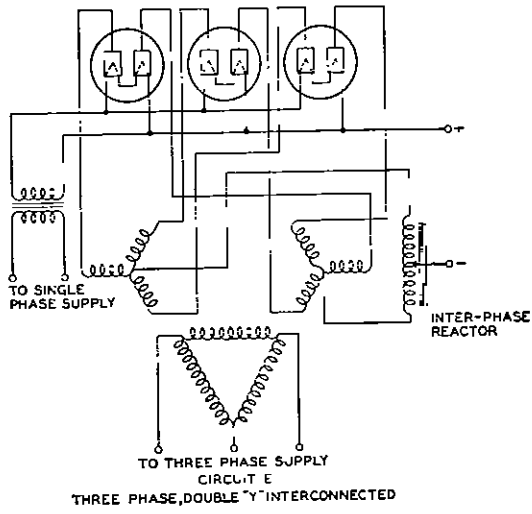 +
-
TO SINGLE
PHASE SUPPLY
INTER-PHASE
REACTOR
TO THREE PHASE SUPPLY
CIRCUIT E
THREE PHASE, DOUBLE "Y" INTERCONNECTED